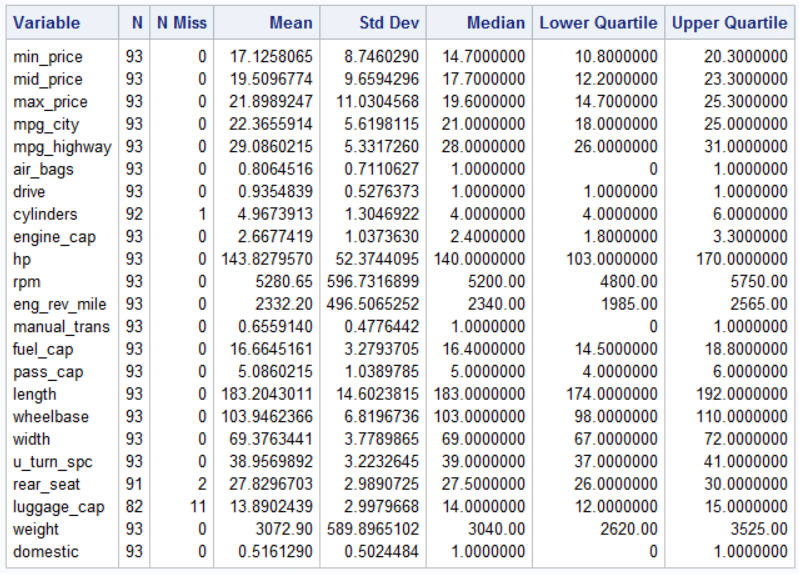 Variable N N Miss Mean Std Dev Median Lower Quartile Upper Quartile
min_price 93 0 17.1258065 8.7460290 14.7000000 10.8000000 20.3000000
mid_price 93 0 19.5096774 9.6594296 17.7000000 12.2000000 23.3000000
max_price 93 0 21.8989247 11.0304568 19.6000000 14.7000000 25.3000000
mpg_city 93 0 22.3655914 5.6198115 21.0000000 18.0000000 25.0000000
mpg_highway 93 0 29.0860215 5.3317260 28.0000000 26.0000000 31.0000000
air_bags 93 0 0.8064516 0.7110627 1.0000000 0 1.0000000
drive 93 0 0.9354839 0.5276373 1.0000000 1.0000000 1.0000000
cylinders 92 1 4.9673913 1.3046922 4.0000000 4.0000000 6.0000000
engine_cap 93 0 2.6677419 1.0373630 2.4000000 1.8000000 3.3000000
hp 93 0 143.8279570 52.3744095 140.0000000 103.0000000 170.0000000
rpm 93 0 5280.65 596.7316899 5200.00 4800.00 5750.00
eng_rev_mile 93 0 2332.20 496.5065252 2340.00 1985.00 2565.00
manual_trans 93 0 0.6559140 0.4776442 1.0000000 0 1.0000000
fuel_cap 93 0 16.6645161 3.2793705 16.4000000 14.5000000 18.8000000
pass_cap 93 0 5.0860215 1.0389785 5.0000000 4.0000000 6.0000000
length 93 0 183.2043011 14.6023815 183.0000000 174.0000000 192.0000000
wheelbase 93 0 103.9462366 6.8196736 103.0000000 98.0000000 110.0000000
width 93 0 69.3763441 3.7789865 69.0000000 67.0000000 72.0000000
u_turn_spc 93 0 38.9569892 3.2232645 39.0000000 37.0000000 41.0000000
rear_seat 91 2 27.8296703 2.9890725 27.5000000 26.0000000 30.0000000
luggage_cap 82 11 13.8902439 2.9979668 14.0000000 12.0000000 15.0000000
weight 93 0 3072.90 589.8965102 3040.00 2620.00 3525.00
domestic 93 0 0.5161290 0.5024484 1.0000000 0 1.0000000